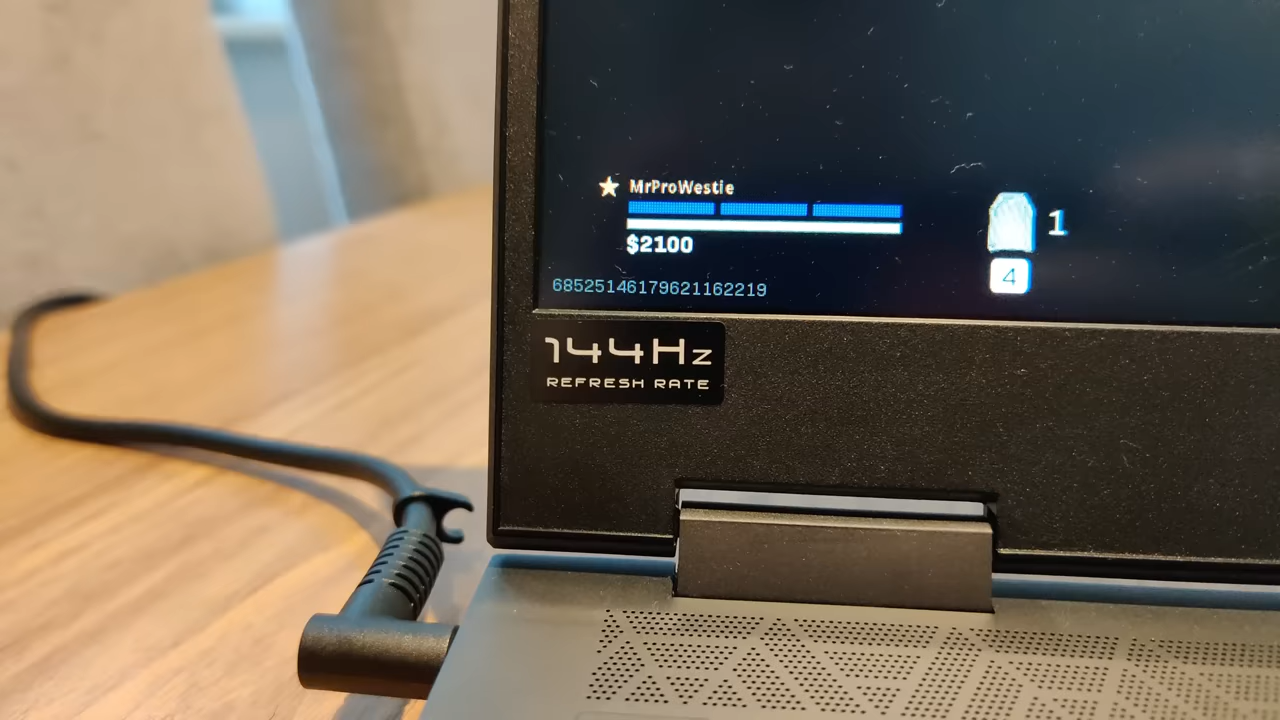 MrProWestie
$2100
1
4
68525146179621162219
144Hz
REFRESH RATE